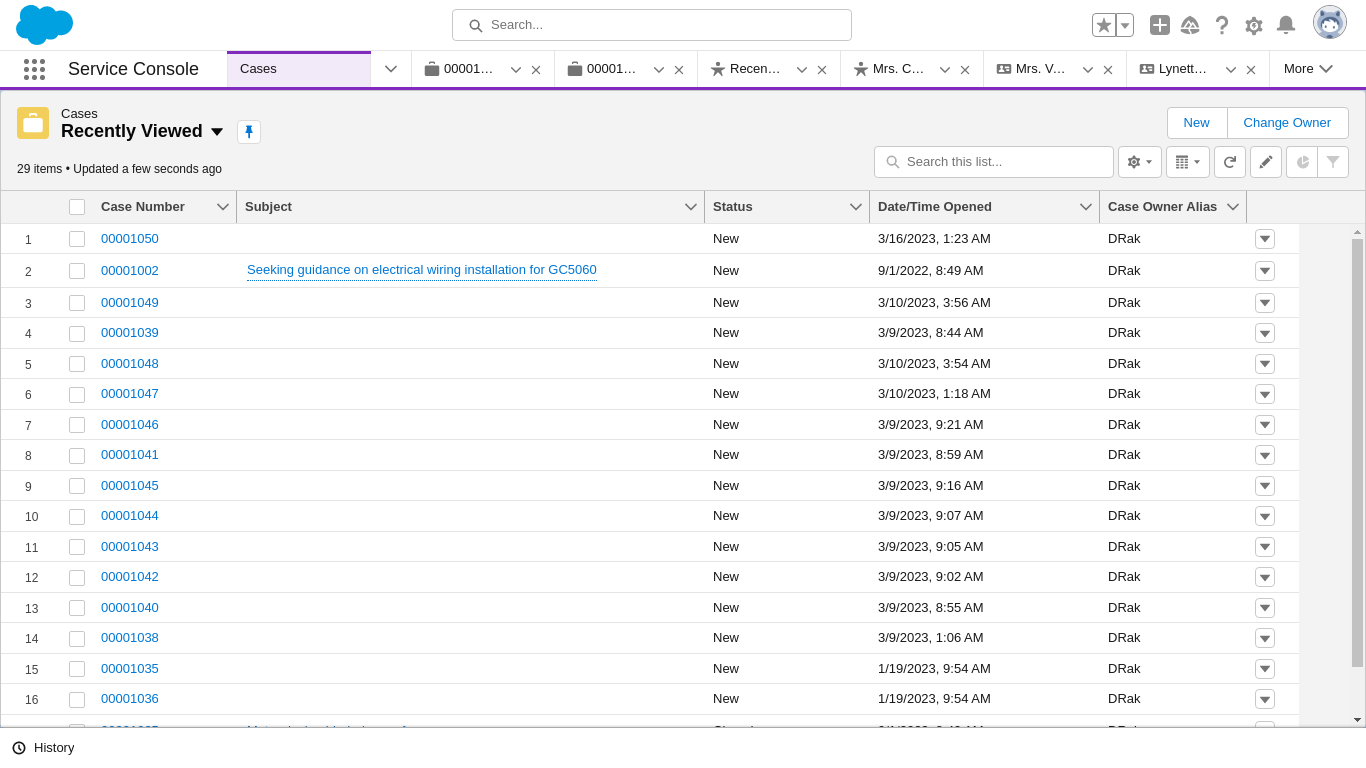 Search...
Service Console
Cases
00001…
00001…
Recen…
Mrs. C…
Mrs. V…
Lynett…
More
Cases
Recently Viewed
New
Change Owner
29 items • Updated a few seconds ago
Search this list...
Case Number
Subject
Status
Date/Time Opened
Case Owner Alias
1 00001050 New 3/16/2023, 1:23 AM DRak
2 00001002 Seeking guidance on electrical wiring installation for GC5060 New 9/1/2022, 8:49 AM DRak
3 00001049 New 3/10/2023, 3:56 AM DRak
4 00001039 New 3/9/2023, 8:44 AM DRak
5 00001048 New 3/10/2023, 3:54 AM DRak
6 00001047 New 3/10/2023, 1:18 AM DRak
7 00001046 New 3/9/2023, 9:21 AM DRak
8 00001041 New 3/9/2023, 8:59 AM DRak
9 00001045 New 3/9/2023, 9:16 AM DRak
10 00001044 New 3/9/2023, 9:07 AM DRak
11 00001043 New 3/9/2023, 9:05 AM DRak
12 00001042 New 3/9/2023, 9:02 AM DRak
13 00001040 New 3/9/2023, 8:55 AM DRak
14 00001038 New 3/9/2023, 1:06 AM DRak
15 00001035 New 1/19/2023, 9:54 AM DRak
16 00001036 New 1/19/2023, 9:54 AM DRak
History